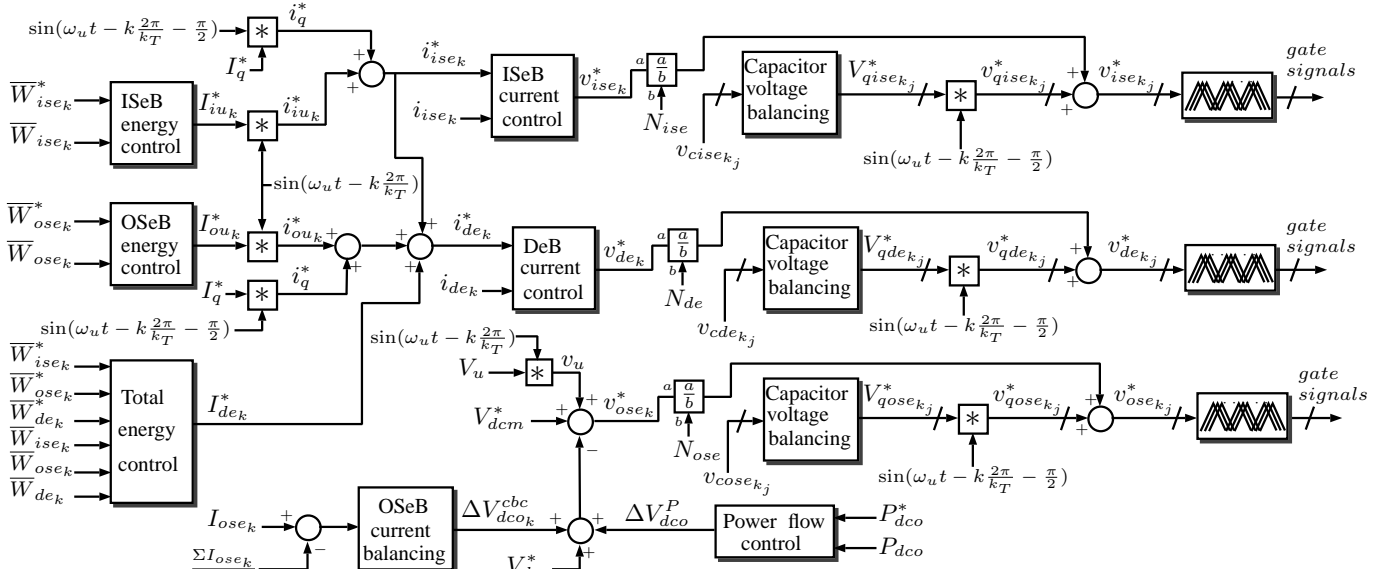 sin(ω_u t − k 2π/k_T − π/2)
*
i_q^*
I_q^*
+
+
W̅_{ise_k}^*
W̅_{ise_k}
ISeB energy control
I_{iu_k}^*
*
i_{iu_k}^*
i_{ise_k}^*
i_{ise_k}
ISeB current control
v_{ise_k}^*
a
b
a/b
N_{ise}
v_{cise_{k_j}}
Capacitor voltage balancing
V_{qise_{k_j}}^*
*
sin(ω_u t − k 2π/k_T − π/2)
v_{qise_{k_j}}^*
+
+
v_{ise_{k_j}}^*
gate signals
sin(ω_u t − k 2π/k_T)
W̅_{ose_k}^*
W̅_{ose_k}
OSeB energy control
I_{ou_k}^*
*
i_{ou_k}^*
+
+
I_q^*
*
i_q^*
sin(ω_u t − k 2π/k_T − π/2)
+
+
+
i_{de_k}^*
i_{de_k}
DeB current control
v_{de_k}^*
a
b
a/b
N_{de}
v_{cde_{k_j}}
Capacitor voltage balancing
V_{qde_{k_j}}^*
*
sin(ω_u t − k 2π/k_T − π/2)
v_{qde_{k_j}}^*
+
+
v_{de_{k_j}}^*
gate signals
W̅_{ise_k}^*
W̅_{ose_k}^*
W̅_{de_k}^*
W̅_{ise_k}
W̅_{ose_k}
W̅_{de_k}
Total energy control
I_{de_k}^*
sin(ω_u t − k 2π/k_T)
V_u
*
v_u
V_{dcm}^*
+
+
−
v_{ose_k}^*
a
b
a/b
N_{ose}
v_{cose_{k_j}}
Capacitor voltage balancing
V_{qose_{k_j}}^*
*
sin(ω_u t − k 2π/k_T − π/2)
v_{qose_{k_j}}^*
+
+
v_{ose_{k_j}}^*
gate signals
I_{ose_k}
+
−
ΣI_{ose_k}
OSeB current balancing
ΔV_{dco_k}^{cbc}
+
+
+
ΔV_{dco}^P
Power flow control
P_{dco}^*
P_{dco}